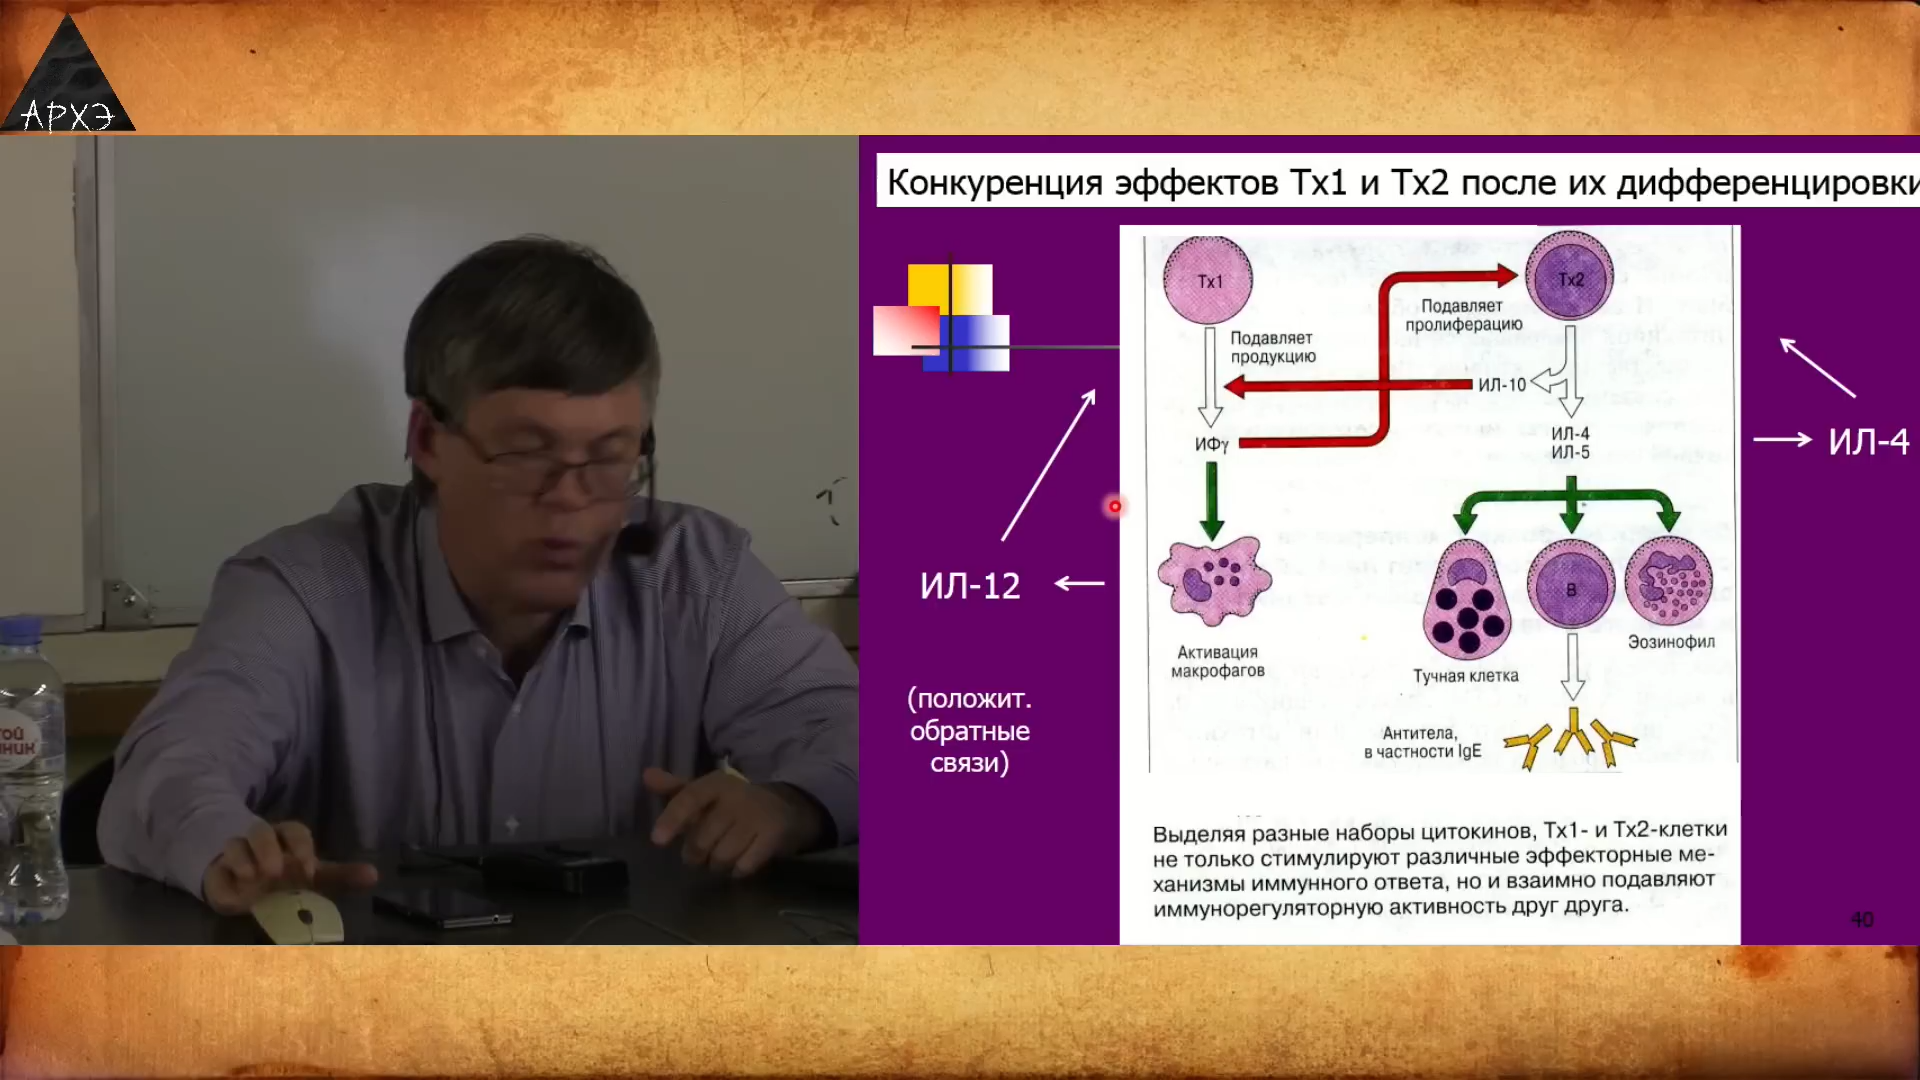 АРХЭ
Конкуренция эффектов Тх1 и Тх2 после их дифференцировки
Тх1
Тх2
Подавляет
пролиферацию
Подавляет
продукцию
ИЛ-10
ИФγ
ИЛ-4
ИЛ-5
ИЛ-4
ИЛ-12
В
Активация
макрофагов
Тучная клетка
Эозинофил
(положит.
обратные
связи)
Антитела,
в частности IgE
Выделяя разные наборы цитокинов, Тх1- и Тх2-клетки
не только стимулируют различные эффекторные ме-
ханизмы иммунного ответа, но и взаимно подавляют
иммунорегуляторную активность друг друга.
40